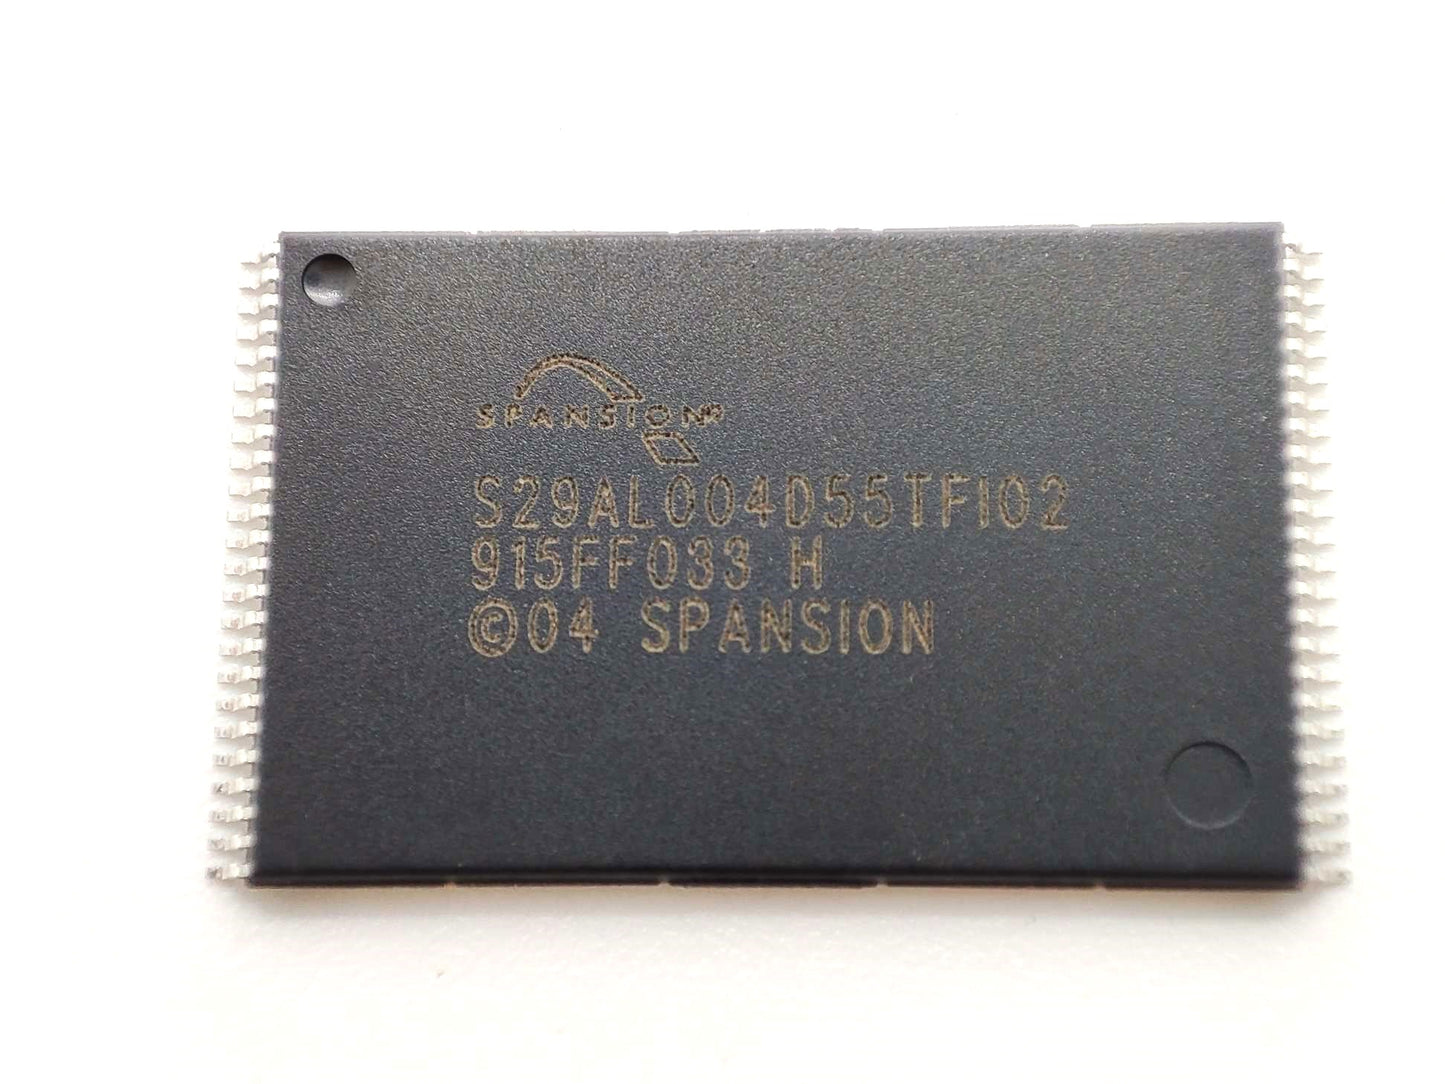 SPANSION
S29AL004D55TFI02
915FF033 H
©04 SPANSION